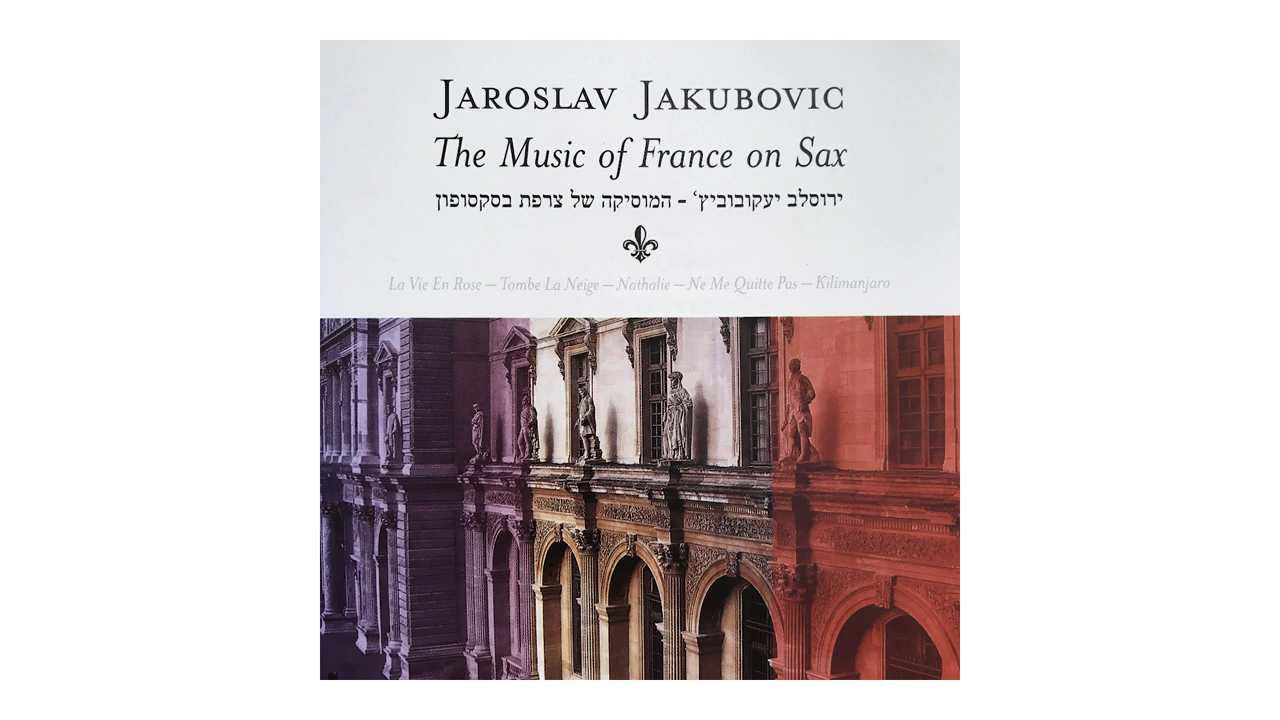 JAROSLAV JAKUBOVIC
The Music of France on Sax
ירוסלב יעקובוביץ‘ - המוסיקה של צרפת בסקסופון
La Vie En Rose – Tombe La Neige – Nathalie – Ne Me Quitte Pas – Kilimanjaro